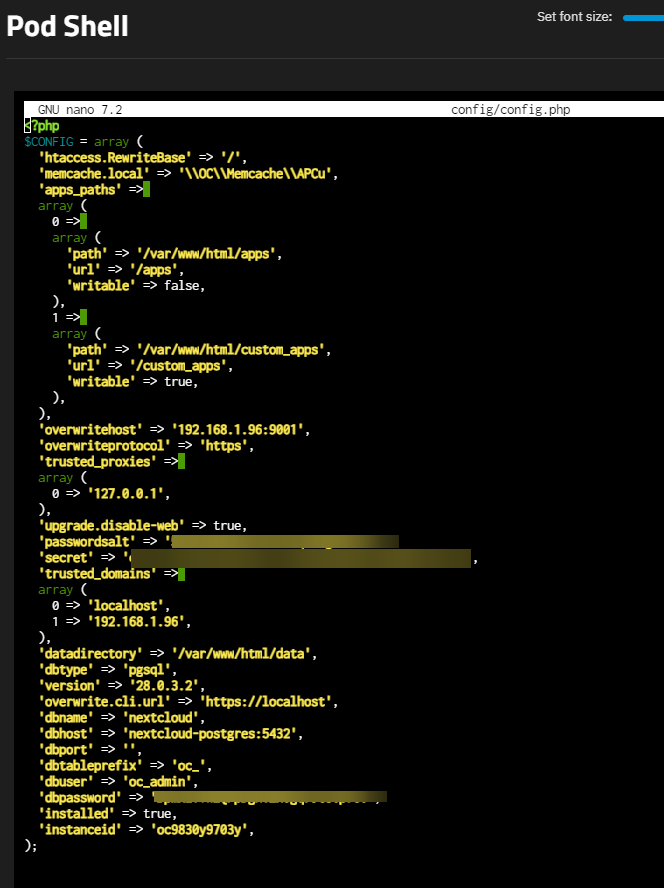 Pod Shell
Set font size:
GNU nano 7.2 config/config.php
<?php
$CONFIG = array (
'htaccess.RewriteBase' => '/',
'memcache.local' => '\\OC\\Memcache\\APCu',
'apps_paths' =>
array (
0 =>
array (
'path' => '/var/www/html/apps',
'url' => '/apps',
'writable' => false,
),
1 =>
array (
'path' => '/var/www/html/custom_apps',
'url' => '/custom_apps',
'writable' => true,
),
),
'overwritehost' => '192.168.1.96:9001',
'overwriteprotocol' => 'https',
'trusted_proxies' =>
array (
0 => '127.0.0.1',
),
'upgrade.disable-web' => true,
'passwordsalt' => '
'secret' => '
'trusted_domains' =>
array (
0 => 'localhost',
1 => '192.168.1.96',
),
'datadirectory' => '/var/www/html/data',
'dbtype' => 'pgsql',
'version' => '28.0.3.2',
'overwrite.cli.url' => 'https://localhost',
'dbname' => 'nextcloud',
'dbhost' => 'nextcloud-postgres:5432',
'dbport' => '',
'dbtableprefix' => 'oc_',
'dbuser' => 'oc_admin',
'dbpassword' => '
'installed' => true,
'instanceid' => 'oc9830y9703y',
);